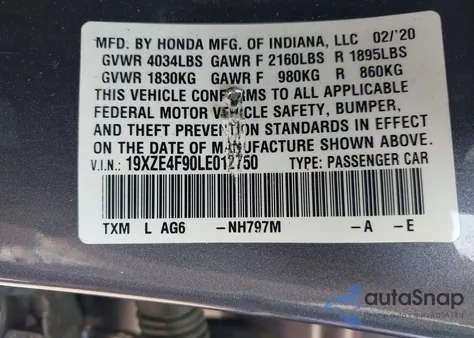 MFD. BY HONDA MFG. OF INDIANA, LLC 02/'20
GVWR 4034LBS GAWR F 2160LBS R 1895LBS
GVWR 1830KG GAWR F 980KG R 860KG
THIS VEHICLE CONFORMS TO ALL APPLICABLE
FEDERAL MOTOR VEHICLE SAFETY, BUMPER,
AND THEFT PREVENTION STANDARDS IN EFFECT
ON THE DATE OF MANUFACTURE SHOWN ABOVE.
V.I.N.: 19XZE4F90LE012750 TYPE: PASSENGER CAR
TXM L AG6 -NH797M -A -E
autoSnap